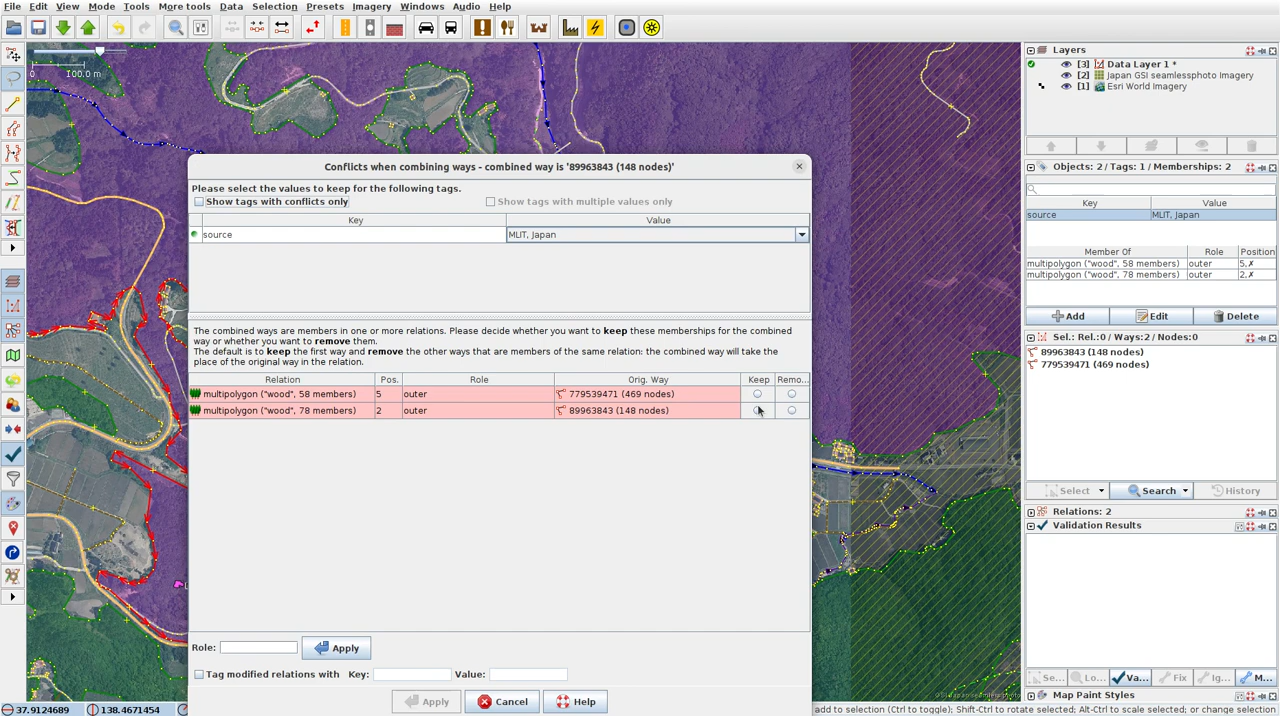 File Edit View Mode Tools More tools Data Selection Presets Imagery Windows Audio Help
0 100.0 m
Layers
[3] Data Layer 1 *
[2] Japan GSI seamlessphoto Imagery
[1] Esri World Imagery
Objects: 2 / Tags: 1 / Memberships: 2
Key Value
source MLIT, Japan
Member Of Role Position
multipolygon ("wood", 58 members) outer 5,✗
multipolygon ("wood", 78 members) outer 2,✗
Add Edit Delete
Sel.: Rel.:0 / Ways:2 / Nodes:0
89963843 (148 nodes)
779539471 (469 nodes)
Select Search History
Relations: 2
Validation Results
Se... Lo... Va... Fix Ig... M...
Map Paint Styles
Conflicts when combining ways - combined way is '89963843 (148 nodes)'
Please select the values to keep for the following tags.
Show tags with conflicts only Show tags with multiple values only
Key Value
source MLIT, Japan
The combined ways are members in one or more relations. Please decide whether you want to keep these memberships for the combined
way or whether you want to remove them.
The default is to keep the first way and remove the other ways that are members of the same relation: the combined way will take the
place of the original way in the relation.
Relation Pos. Role Orig. Way Keep Remo...
multipolygon ("wood", 58 members) 5 outer 779539471 (469 nodes)
multipolygon ("wood", 78 members) 2 outer 89963843 (148 nodes)
Role: Apply
Tag modified relations with Key: Value:
Apply Cancel Help
37.9124689 138.4671454
add to selection (Ctrl to toggle); Shift-Ctrl to rotate selected; Alt-Ctrl to scale selected; or change selection